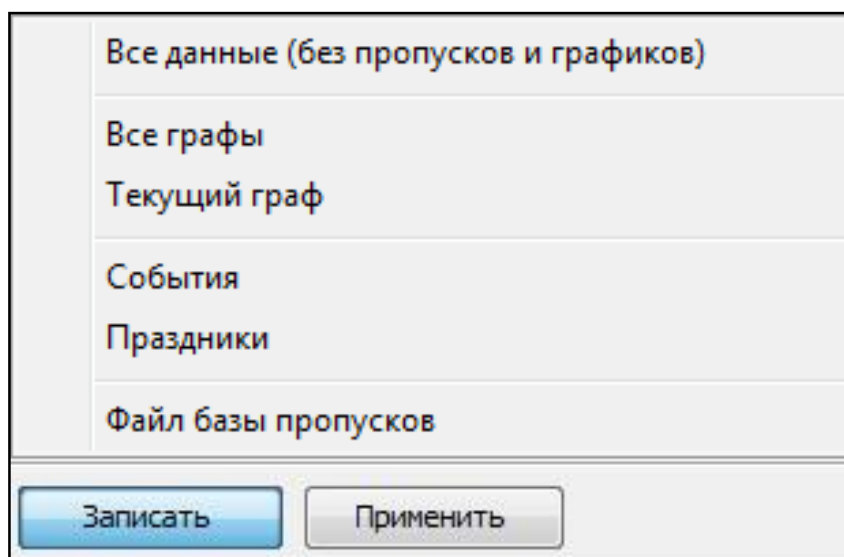 Все данные (без пропусков и графиков)
Все графы
Текущий граф
События
Праздники
Файл базы пропусков
Записать
Применить